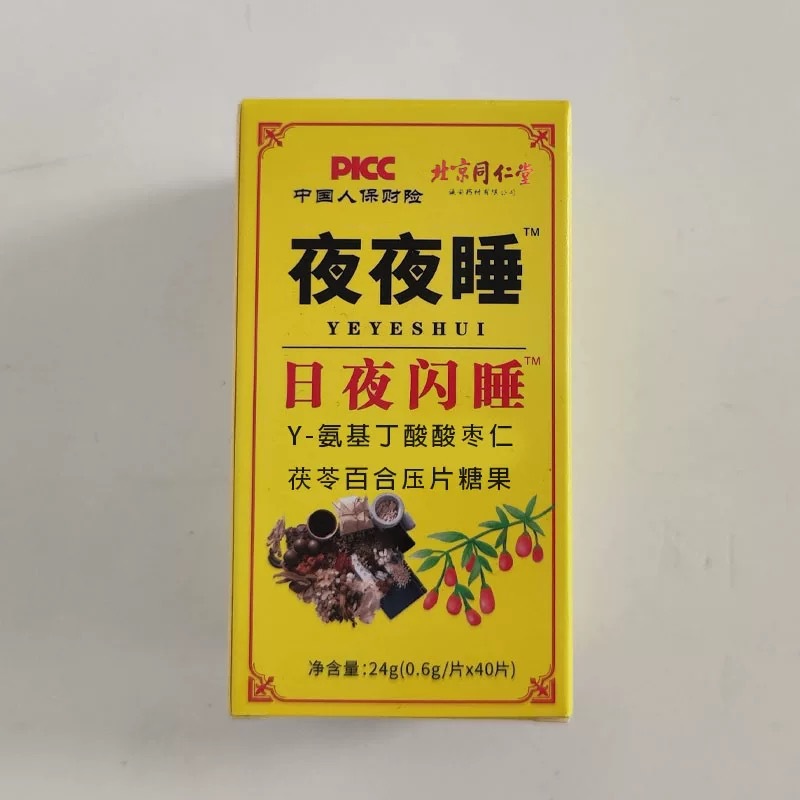 PICC
中国人保财险
北京同仁堂
夜夜睡™
YEYESHUI
日夜闪睡™
Y-氨基丁酸酸枣仁
茯苓百合压片糖果
净含量:24g(0.6g/片x40片)